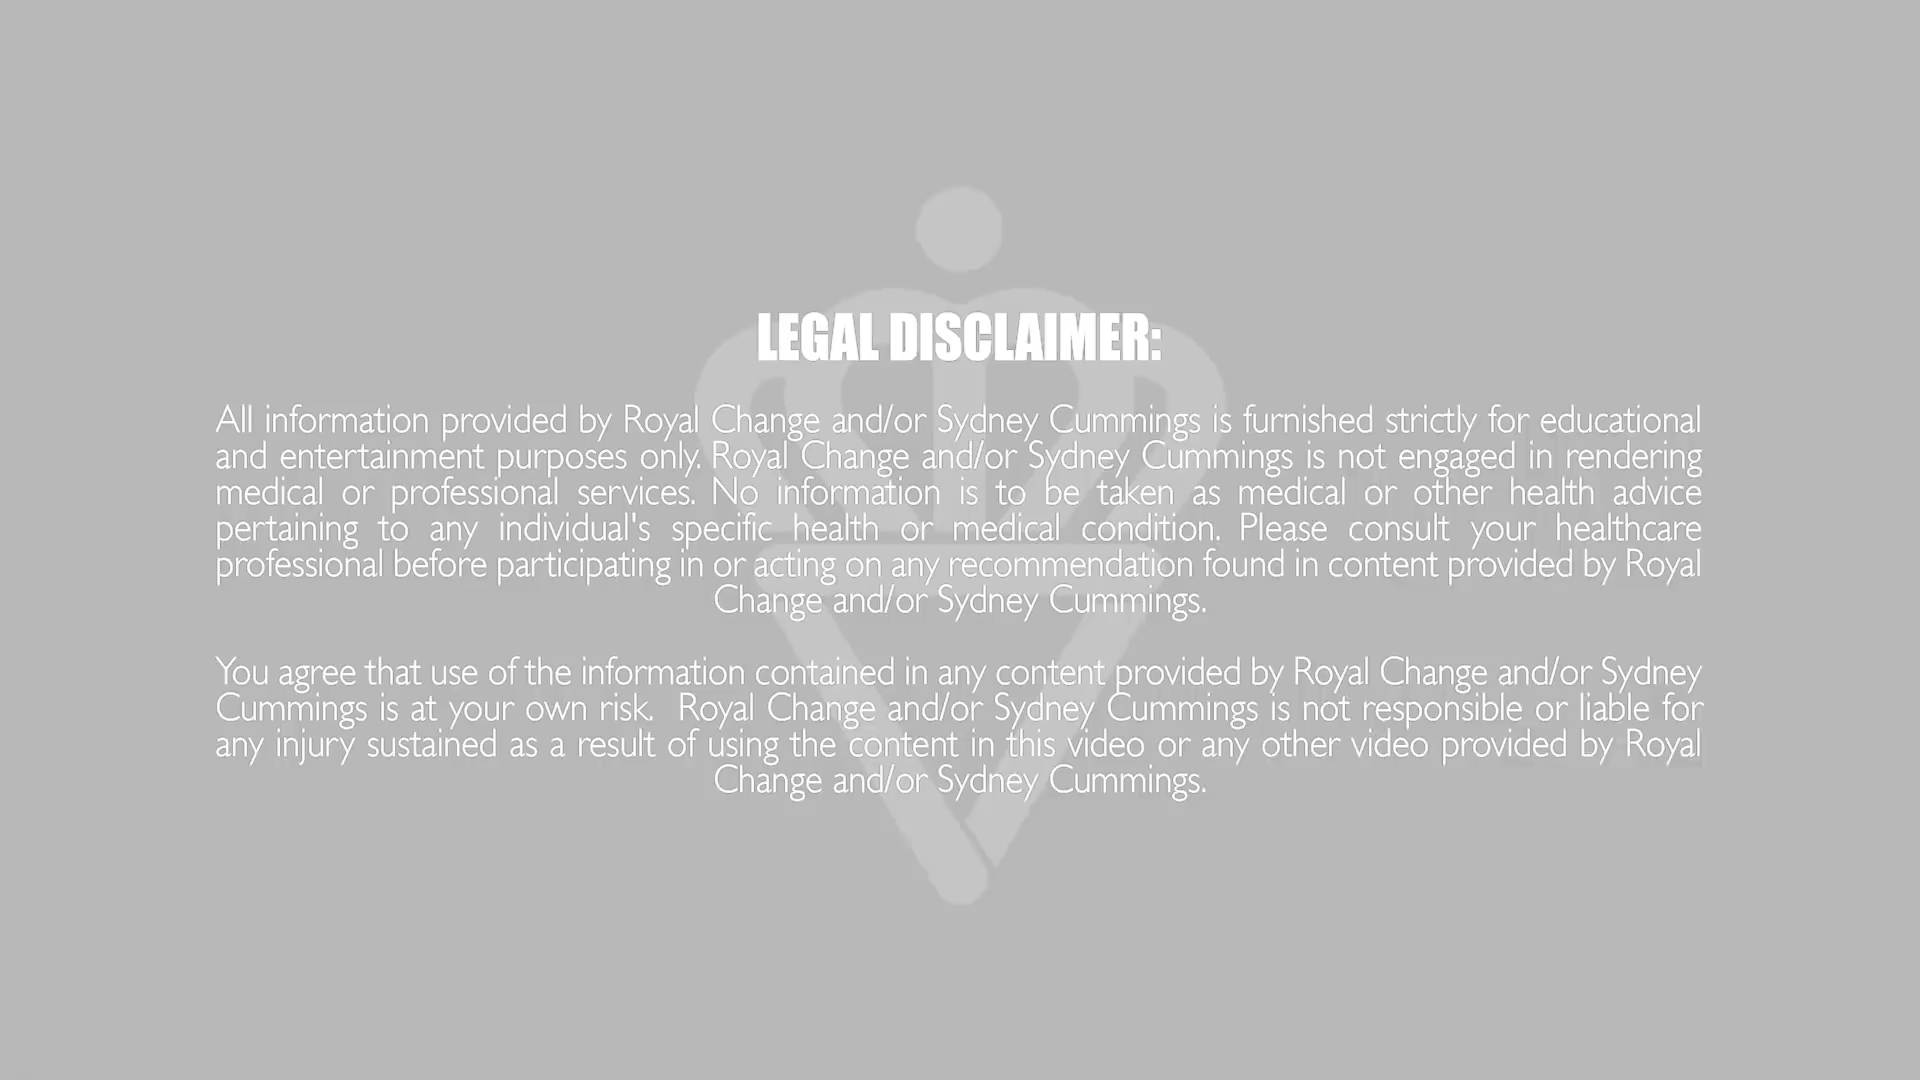 LEGAL DISCLAIMER:
All information provided by Royal Change and/or Sydney Cummings is furnished strictly for educational
and entertainment purposes only. Royal Change and/or Sydney Cummings is not engaged in rendering
medical or professional services. No information is to be taken as medical or other health advice
pertaining to any individual's specific health or medical condition. Please consult your healthcare
professional before participating in or acting on any recommendation found in content provided by Royal
Change and/or Sydney Cummings.
You agree that use of the information contained in any content provided by Royal Change and/or Sydney
Cummings is at your own risk.  Royal Change and/or Sydney Cummings is not responsible or liable for
any injury sustained as a result of using the content in this video or any other video provided by Royal
Change and/or Sydney Cummings.